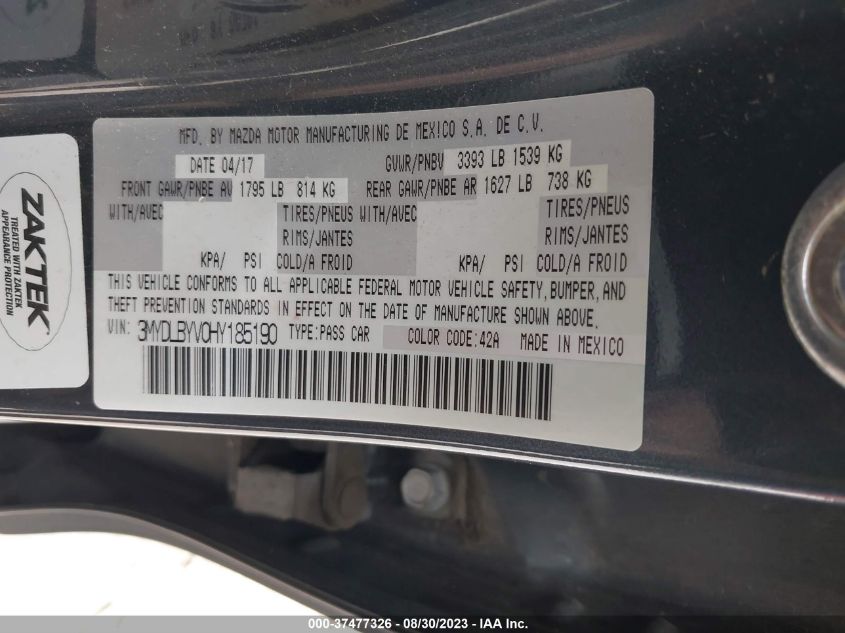 MFD. BY MAZDA MOTOR MANUFACTURING DE MEXICO S.A. DE C.V.
DATE 04/17 GVWR/PNBV 3393 LB 1539 KG
FRONT GAWR/PNBE AV 1795 LB 814 KG REAR GAWR/PNBE AR 1627 LB 738 KG
WITH/AVEC TIRES/PNEUS WITH/AVEC TIRES/PNEUS
RIMS/JANTES RIMS/JANTES
KPA/ PSI COLD/A FROID KPA/ PSI COLD/A FROID
THIS VEHICLE CONFORMS TO ALL APPLICABLE FEDERAL MOTOR VEHICLE SAFETY, BUMPER, AND
THEFT PREVENTION STANDARDS IN EFFECT ON THE DATE OF MANUFACTURE SHOWN ABOVE.
VIN: 3MYDLBYV0HY185190 TYPE:PASS CAR COLOR CODE:42A MADE IN MEXICO
ZAKTEK
TREATED WITH ZAKTEK
APPEARANCE PROTECTION
000-37477326 - 08/30/2023 - IAA Inc.